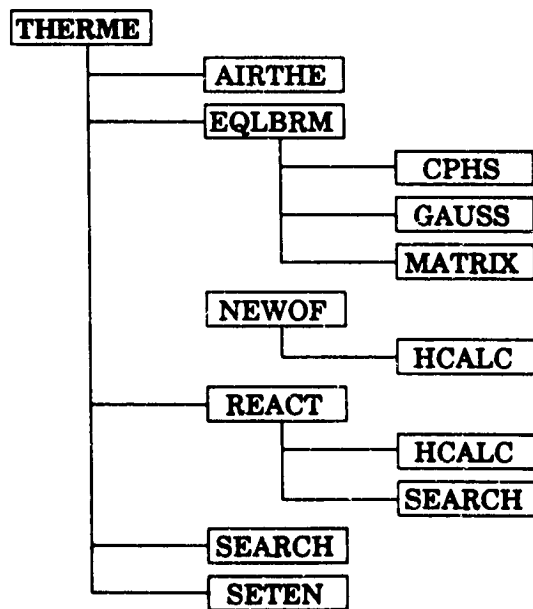 THERME
AIRTHE
EQLBRM
CPHS
GAUSS
MATRIX
NEWOF
HCALC
REACT
HCALC
SEARCH
SEARCH
SETEN